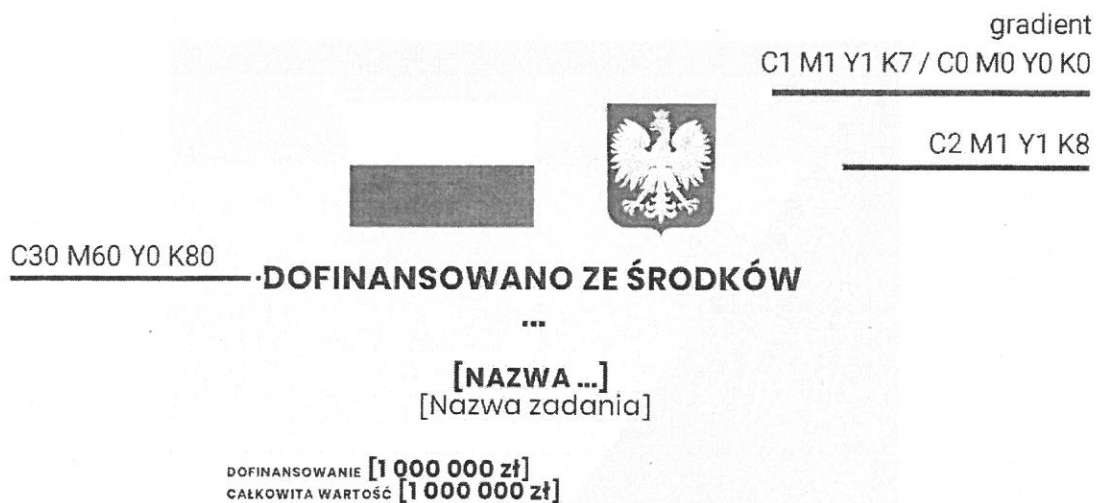 gradient
C1 M1 Y1 K7 / C0 M0 Y0 K0
C2 M1 Y1 K8
C30 M60 Y0 K80
DOFINANSOWANO ZE ŚRODKÓW
...
[NAZWA ...]
[Nazwa zadania]
DOFINANSOWANIE [1 000 000 zł]
CAŁKOWITA WARTOŚĆ [1 000 000 zł]